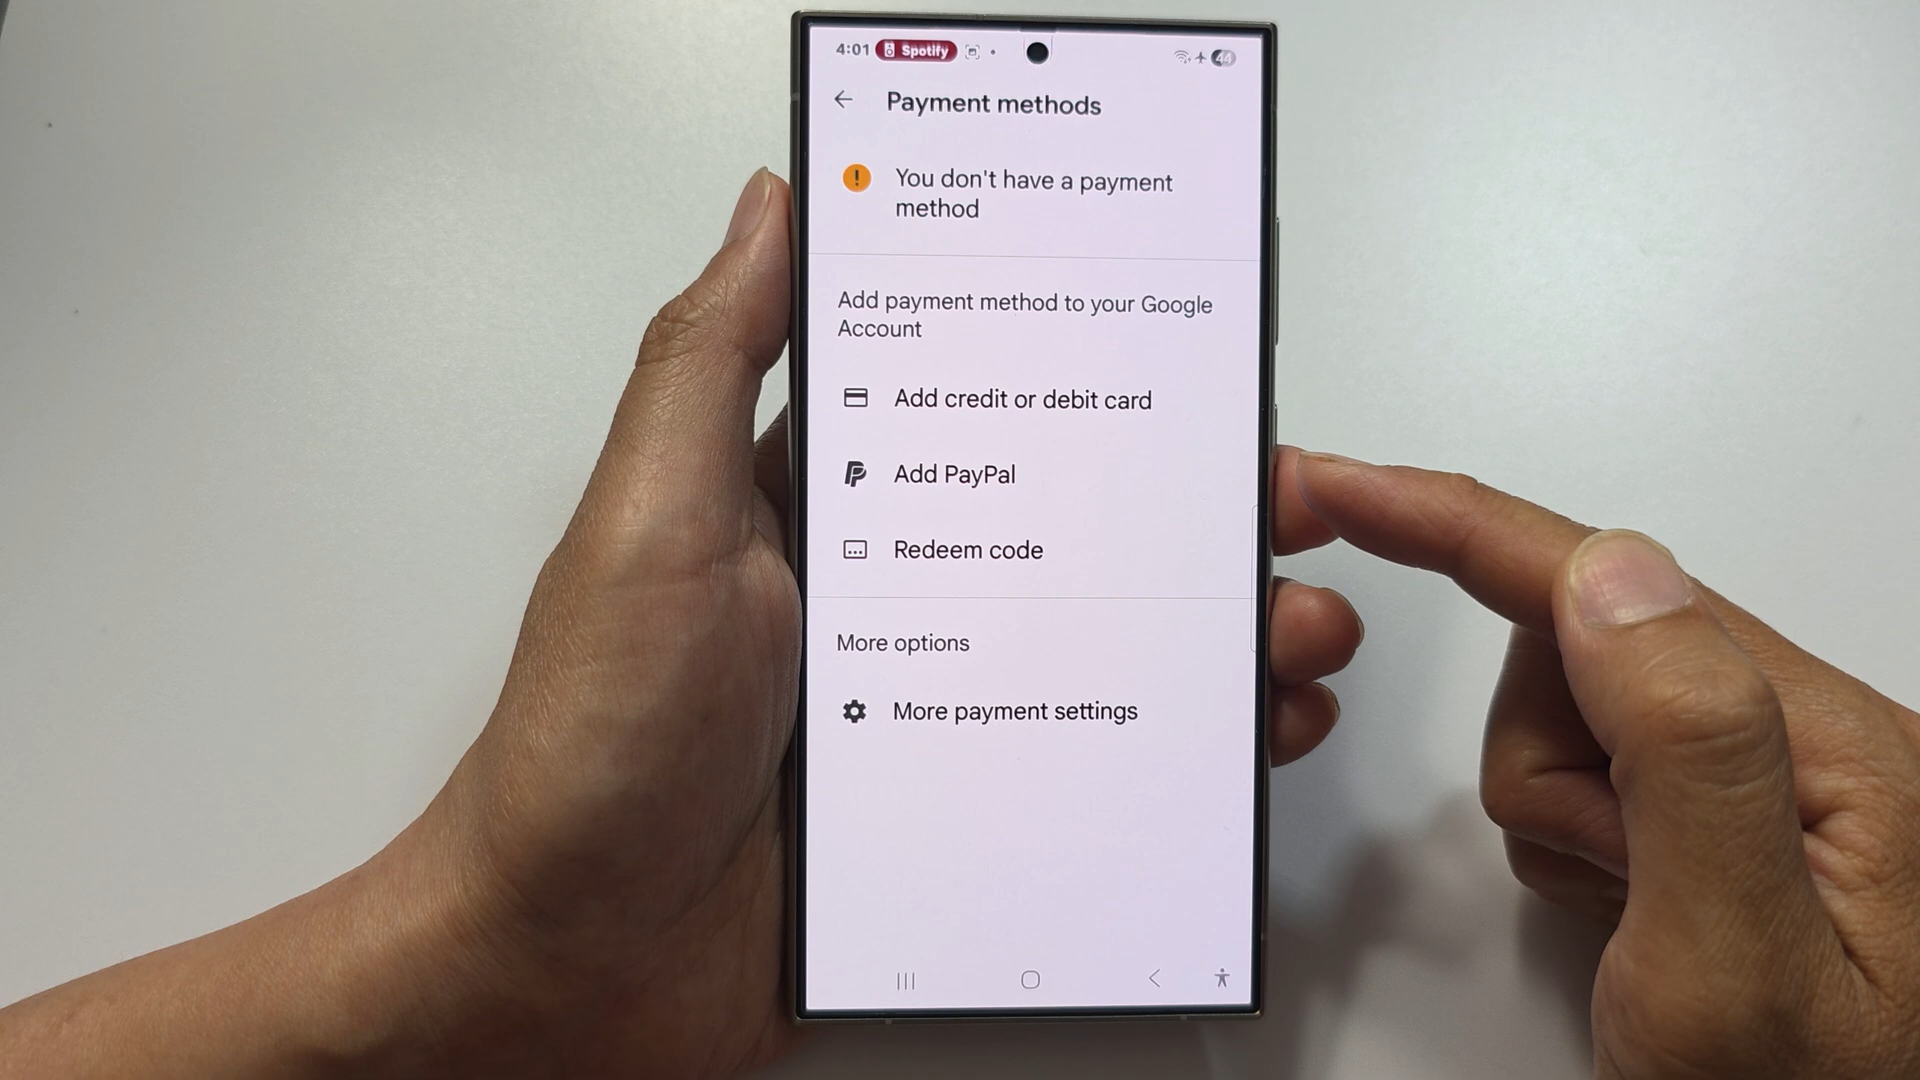 4:01 Spotify 44
Payment methods
You don't have a payment
method
Add payment method to your Google
Account
Add credit or debit card
Add PayPal
Redeem code
More options
More payment settings